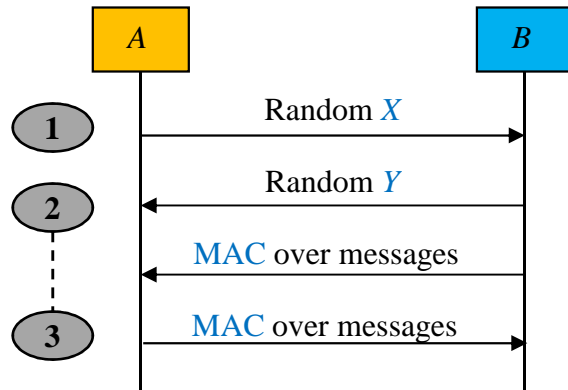 A B
1 Random X
2 Random Y
MAC over messages
3 MAC over messages